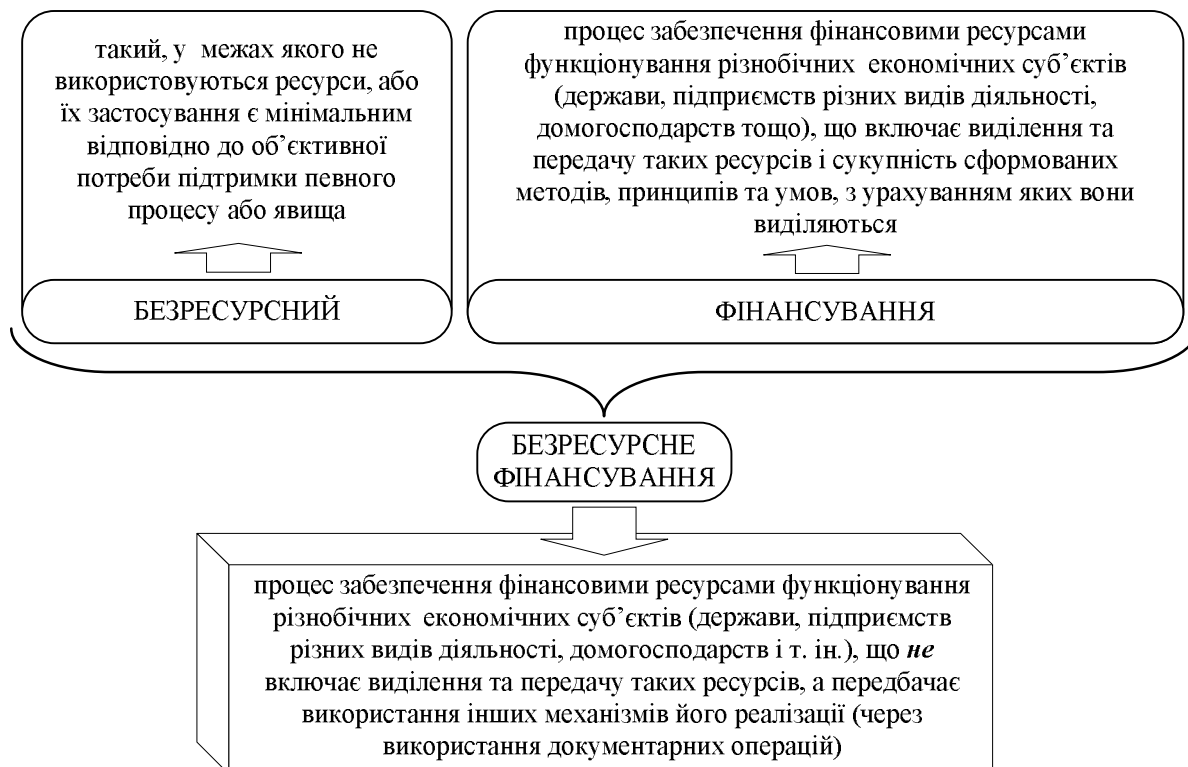 такий, у межах якого не
використовуються ресурси, або
їх застосування є мінімальним
відповідно до об’єктивної
потреби підтримки певного
процесу або явища
БЕЗРЕСУРСНИЙ
процес забезпечення фінансовими ресурсами
функціонування різнобічних економічних суб’єктів
(держави, підприємств різних видів діяльності,
домогосподарств тощо), що включає виділення та
передачу таких ресурсів і сукупність сформованих
методів, принципів та умов, з урахуванням яких вони
виділяються
ФІНАНСУВАННЯ
БЕЗРЕСУРСНЕ
ФІНАНСУВАННЯ
процес забезпечення фінансовими ресурсами функціонування
різнобічних економічних суб’єктів (держави, підприємств
різних видів діяльності, домогосподарств і т. ін.), що не
включає виділення та передачу таких ресурсів, а передбачає
використання інших механізмів його реалізації (через
використання документарних операцій)